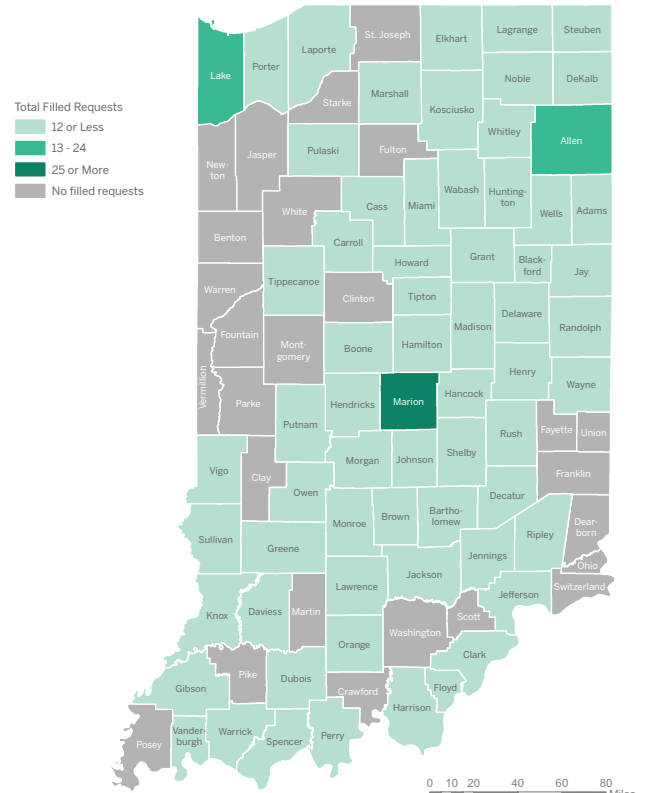 Total Filled Requests
12 or Less
13 - 24
25 or More
No filled requests
Lake
Porter
Laporte
St. Joseph
Elkhart
Lagrange
Steuben
Noble
DeKalb
Starke
Marshall
Kosciusko
Whitley
Allen
New-
ton
Jasper
Pulaski
Fulton
White
Cass
Miami
Wabash
Hunting-
ton
Wells
Adams
Benton
Carroll
Howard
Grant
Black-
ford
Jay
Warren
Tippecanoe
Clinton
Tipton
Madison
Delaware
Randolph
Fountain
Mont-
gomery
Boone
Hamilton
Henry
Wayne
Vermillion
Parke
Putnam
Hendricks
Marion
Hancock
Rush
Fayette
Union
Vigo
Clay
Owen
Morgan
Johnson
Shelby
Franklin
Decatur
Sullivan
Greene
Monroe
Brown
Bartho-
lomew
Jennings
Ripley
Dear-
born
Ohio
Switzerland
Knox
Daviess
Martin
Lawrence
Jackson
Jefferson
Scott
Washington
Orange
Clark
Gibson
Pike
Dubois
Crawford
Floyd
Harrison
Posey
Vander-
burgh
Warrick
Spencer
Perry
0 10 20 40 60 80
Miles